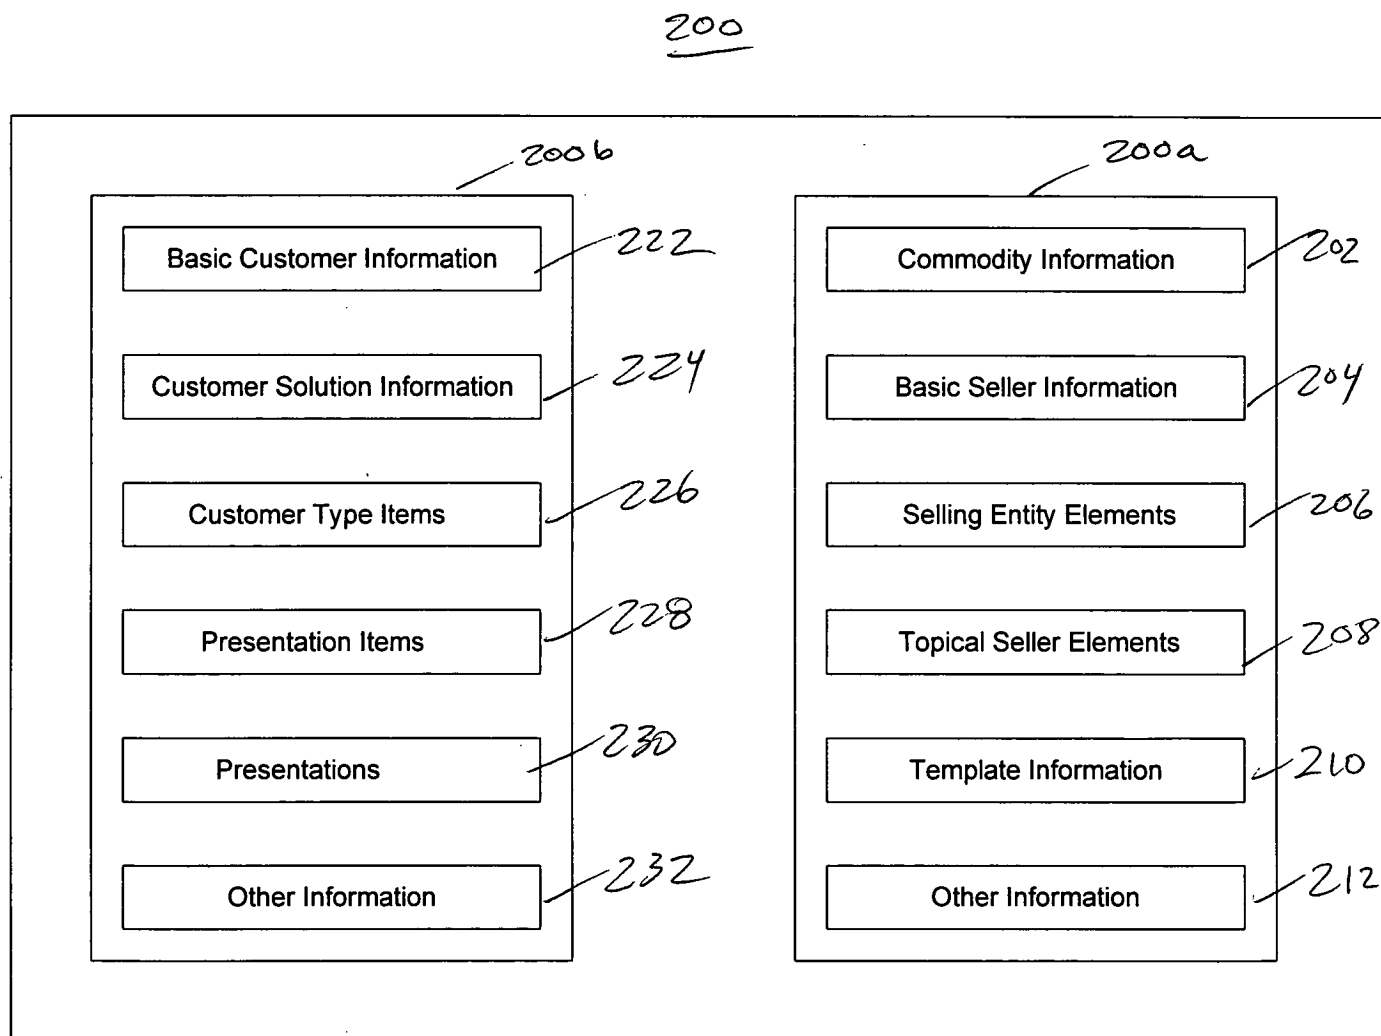 200
200b
200a
Basic Customer Information
222
Commodity Information
202
Customer Solution Information
224
Basic Seller Information
204
Customer Type Items
226
Selling Entity Elements
206
Presentation Items
228
Topical Seller Elements
208
Presentations
230
Template Information
210
Other Information
232
Other Information
212